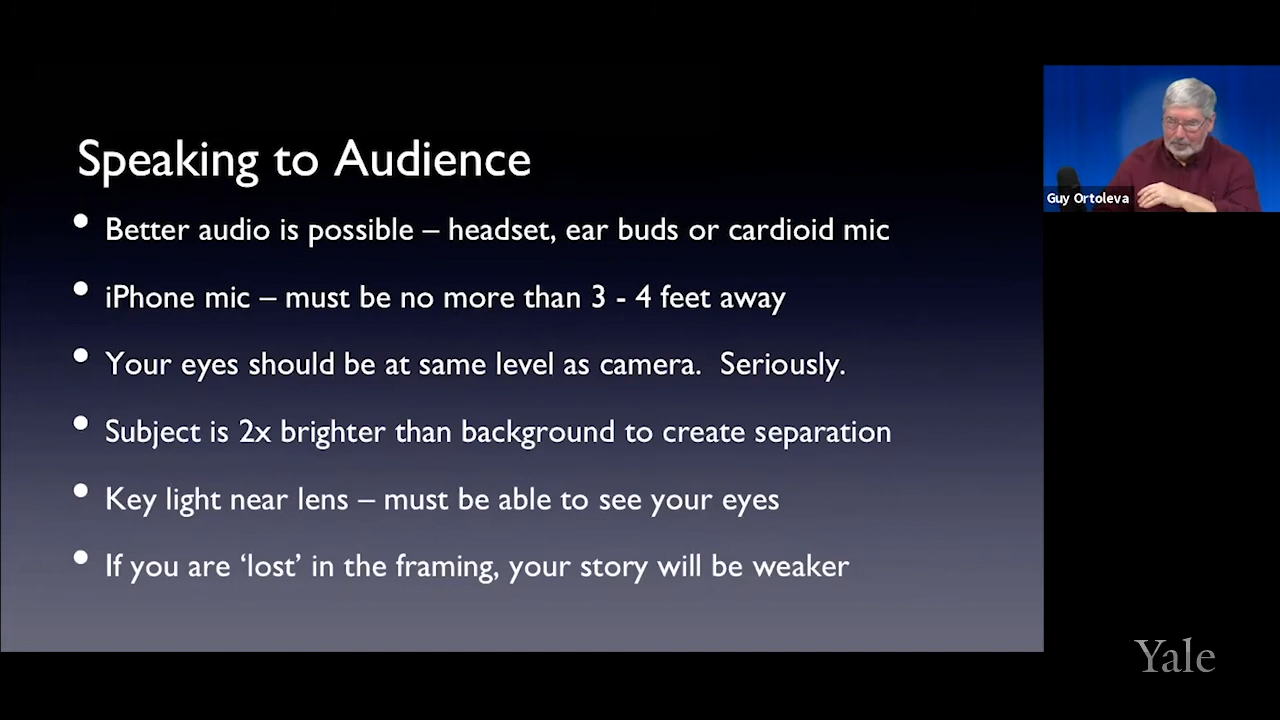 Speaking to Audience
• Better audio is possible – headset, ear buds or cardioid mic
• iPhone mic – must be no more than 3 - 4 feet away
• Your eyes should be at same level as camera.  Seriously.
• Subject is 2x brighter than background to create separation
• Key light near lens – must be able to see your eyes
• If you are ‘lost’ in the framing, your story will be weaker
Guy Ortoleva
Yale